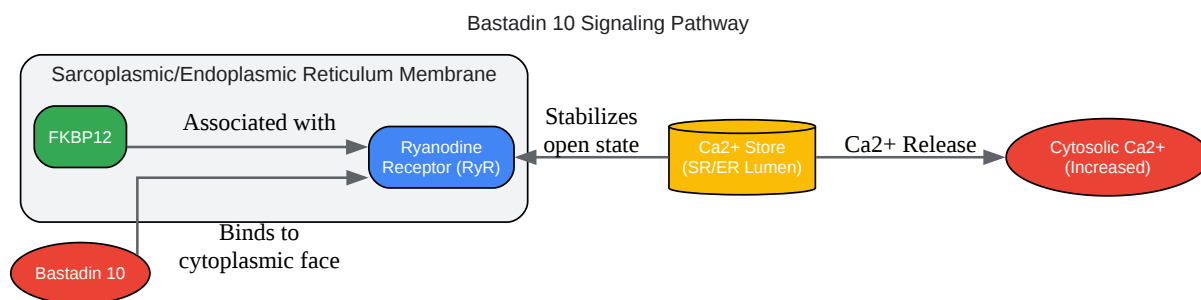 Bastadin 10 Signaling Pathway
Sarcoplasmic/Endoplasmic Reticulum Membrane
FKBP12
Associated with
Ryanodine
Receptor (RyR)
Stabilizes
open state
Ca2+ Store
(SR/ER Lumen)
Ca2+ Release
Cytosolic Ca2+
(Increased)
Binds to
cytoplasmic face
Bastadin 10